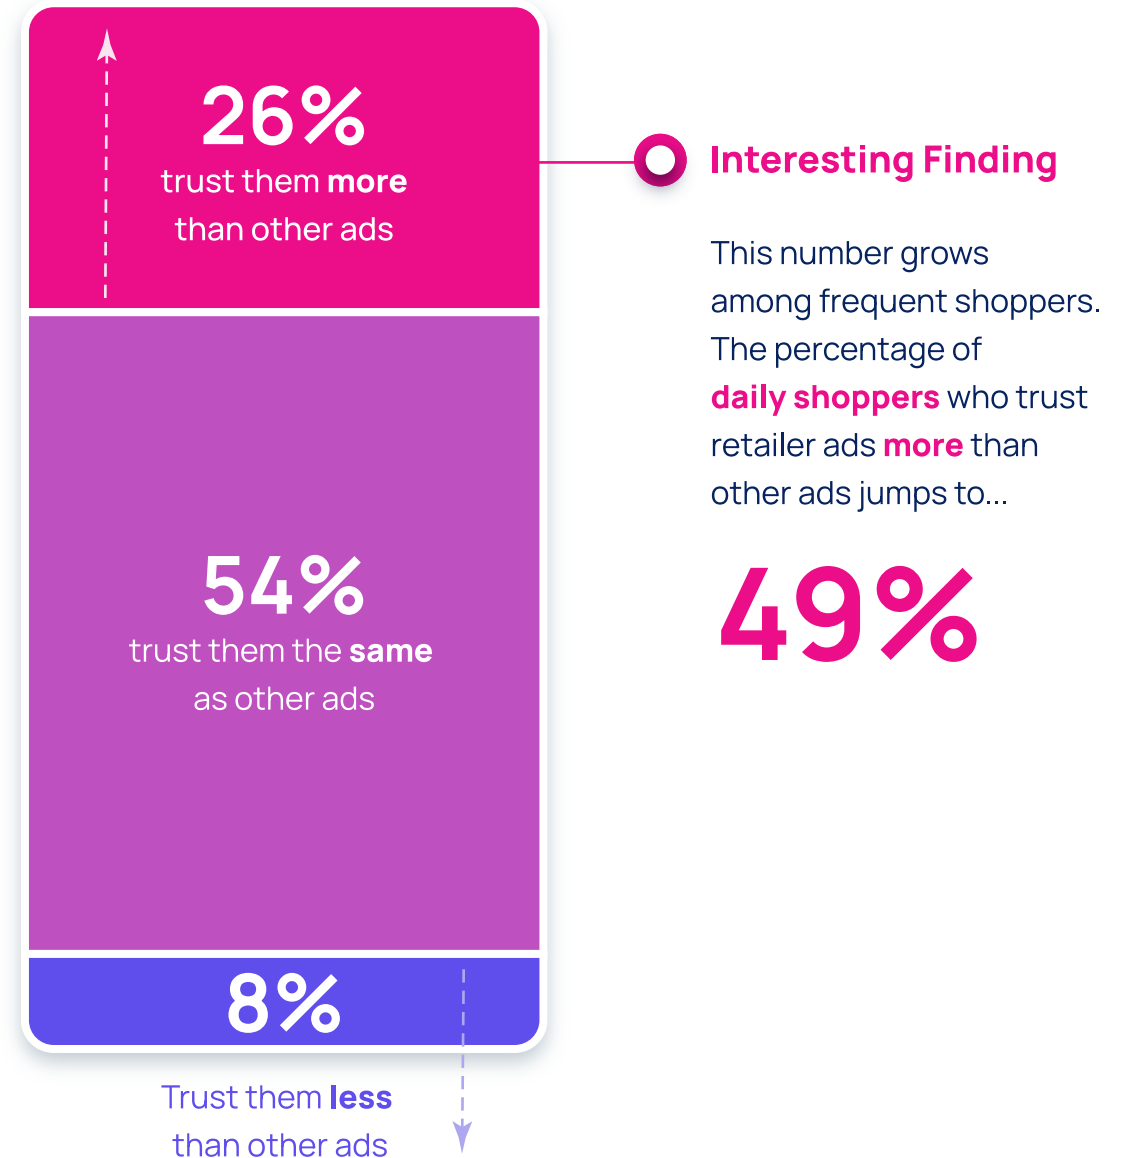 26%
trust them more
than other ads
54%
trust them the same
as other ads
8%
Trust them less
than other ads
Interesting Finding
This number grows
among frequent shoppers.
The percentage of
daily shoppers who trust
retailer ads more than
other ads jumps to...
49%